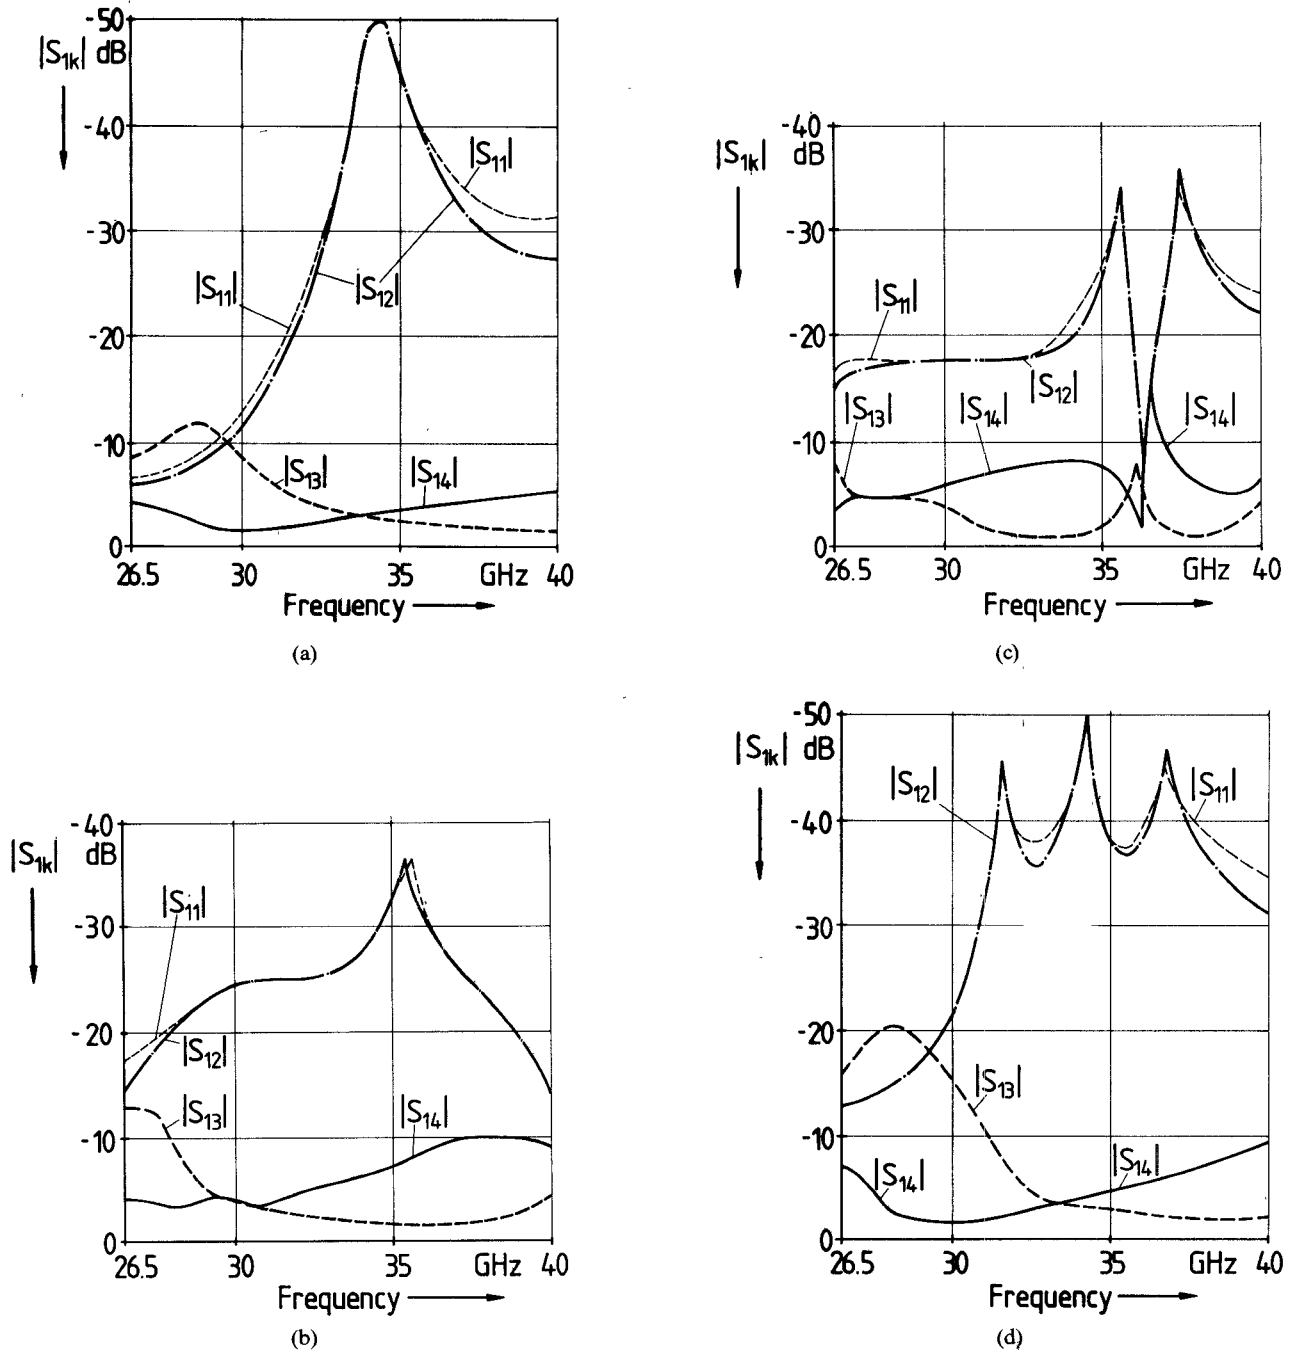 -50
|S1k| dB
-40
|S11|
-30
|S11|
|S12|
-20
-10
|S13|
|S14|
0
26.5 30 35 GHz 40
Frequency
(a)
-40
|S1k| dB
-30
|S11|
-20
|S12|
|S13| |S14| |S14|
-10
0
26.5 30 35 GHz 40
Frequency
(c)
-40
|S1k| dB
|S11|
-30
-20
|S12|
|S13| |S14|
-10
0
26.5 30 35 GHz 40
Frequency
(b)
-50
|S1k| dB
|S12| |S11|
-40
-30
-20
|S13|
-10
|S14| |S14|
0
26.5 30 35 GHz 40
Frequency
(d)